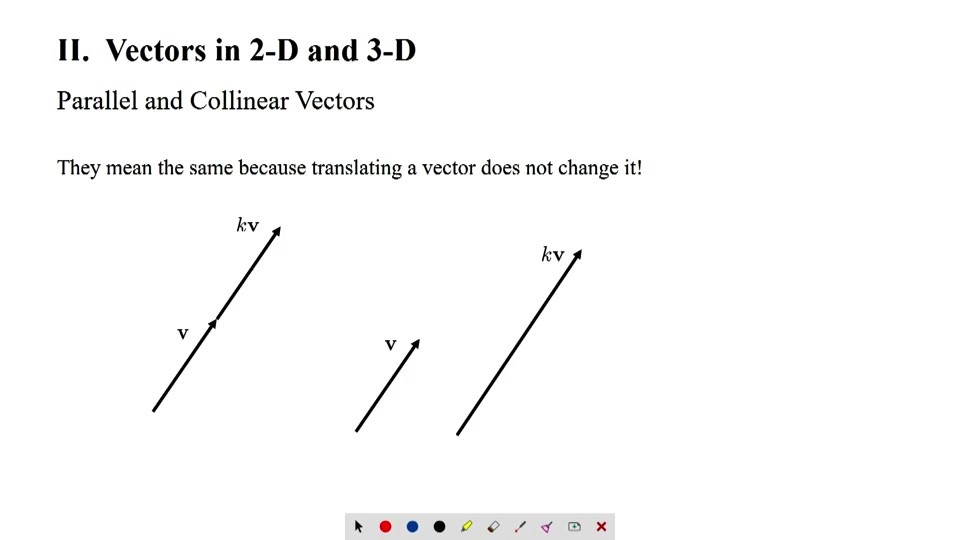 II. Vectors in 2-D and 3-D
Parallel and Collinear Vectors
They mean the same because translating a vector does not change it!
kv
kv
v
v